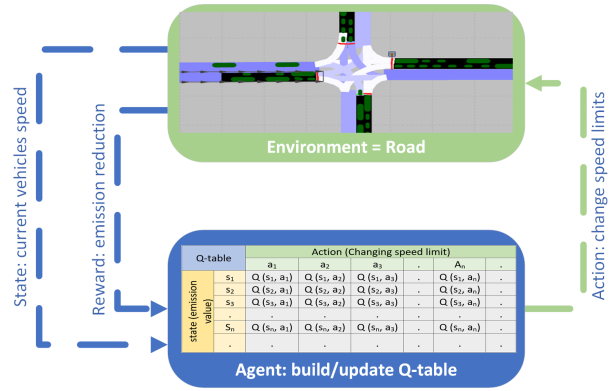 Environment = Road
State: current vehicles speed
Reward: emission reduction
Action: change speed limits
Q-table
Action (Changing speed limit)
a1 a2 a3 . An .
state (emission value)
s1 Q (s1, a1) Q (s1, a2) Q (s1, a3) . Q (s1, an) .
s2 Q (s2, a1) Q (s2, a2) Q (s2, a3) . Q (s2, an) .
s3 Q (s3, a1) Q (s3, a2) Q (s3, a3) . Q (s3, an) .
. . . . . . .
Sn Q (sn, a1) Q (sn, a2) Q (sn, a3) . Q (sn, an) .
. . . . . . .
Agent: build/update Q-table